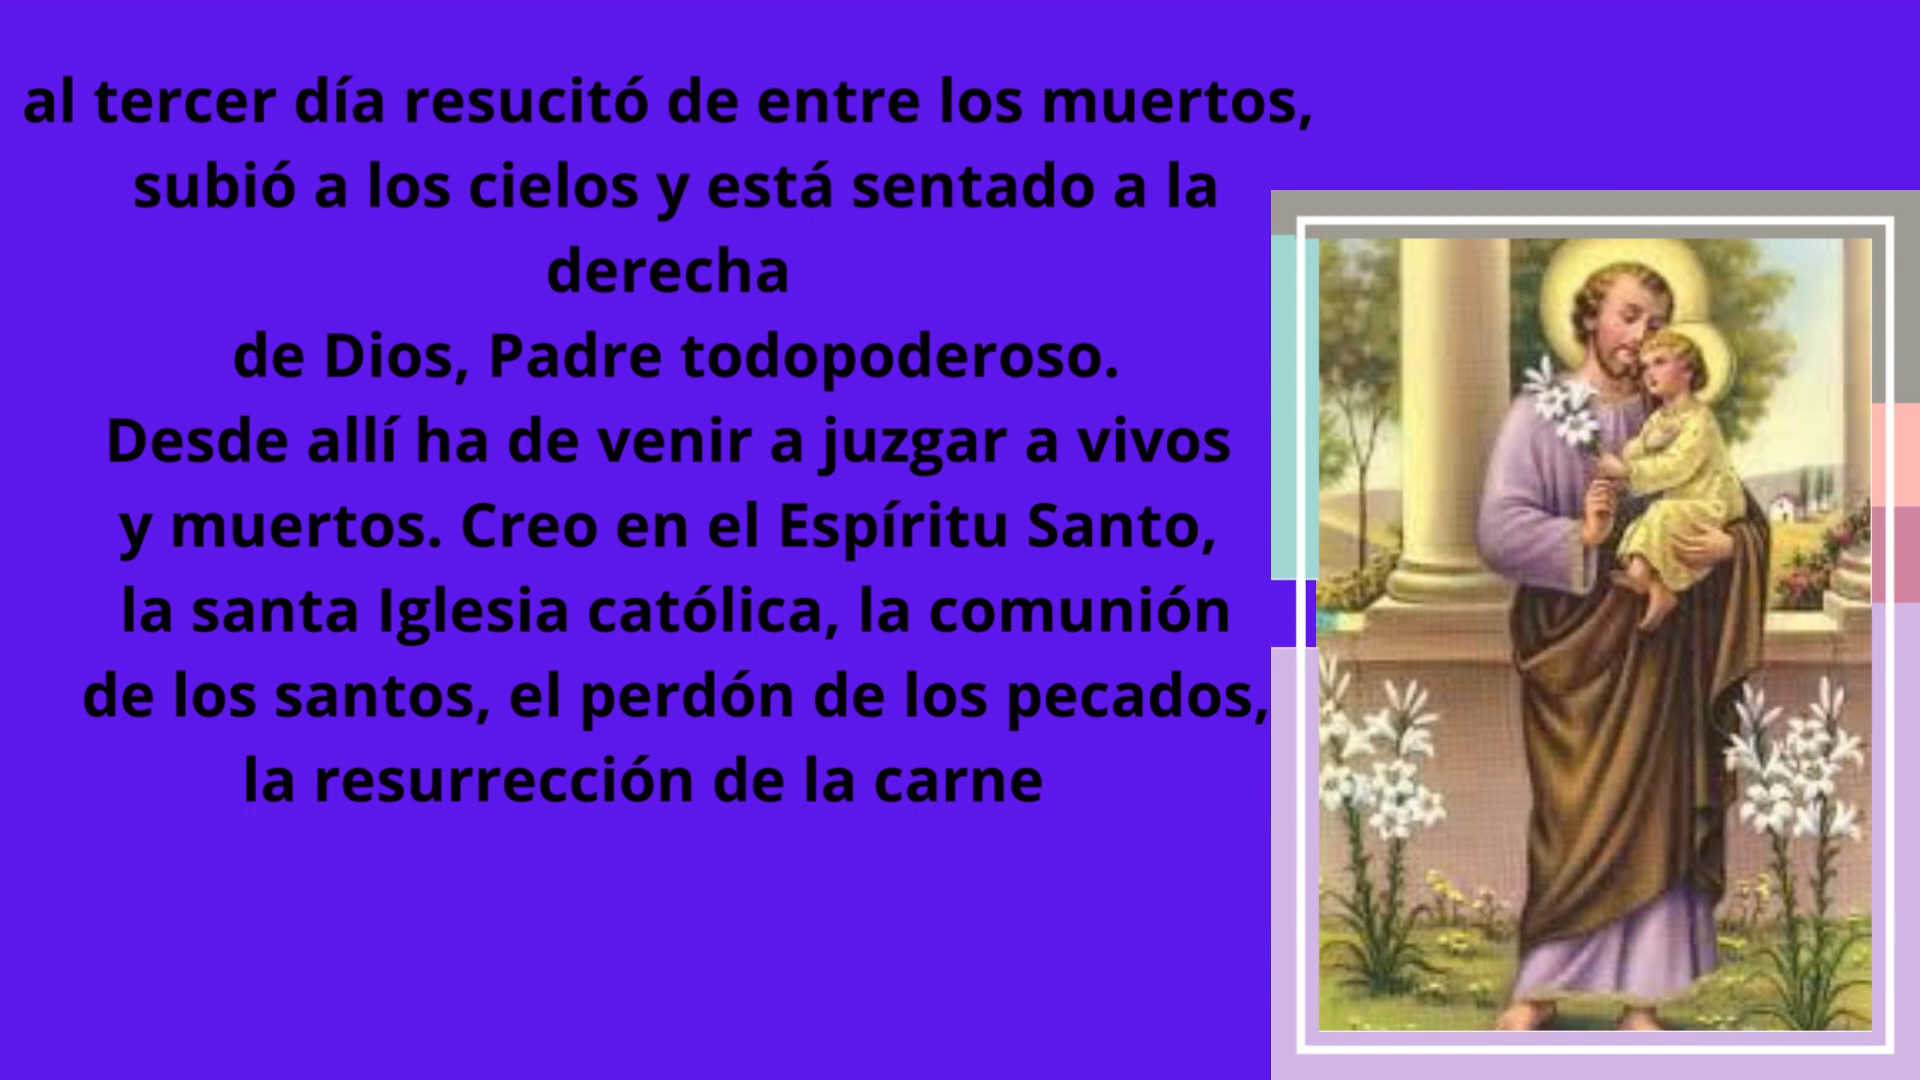 al tercer día resucitó de entre los muertos,
subió a los cielos y está sentado a la
derecha
de Dios, Padre todopoderoso.
Desde allí ha de venir a juzgar a vivos
y muertos. Creo en el Espíritu Santo,
la santa Iglesia católica, la comunión
de los santos, el perdón de los pecados,
la resurrección de la carne